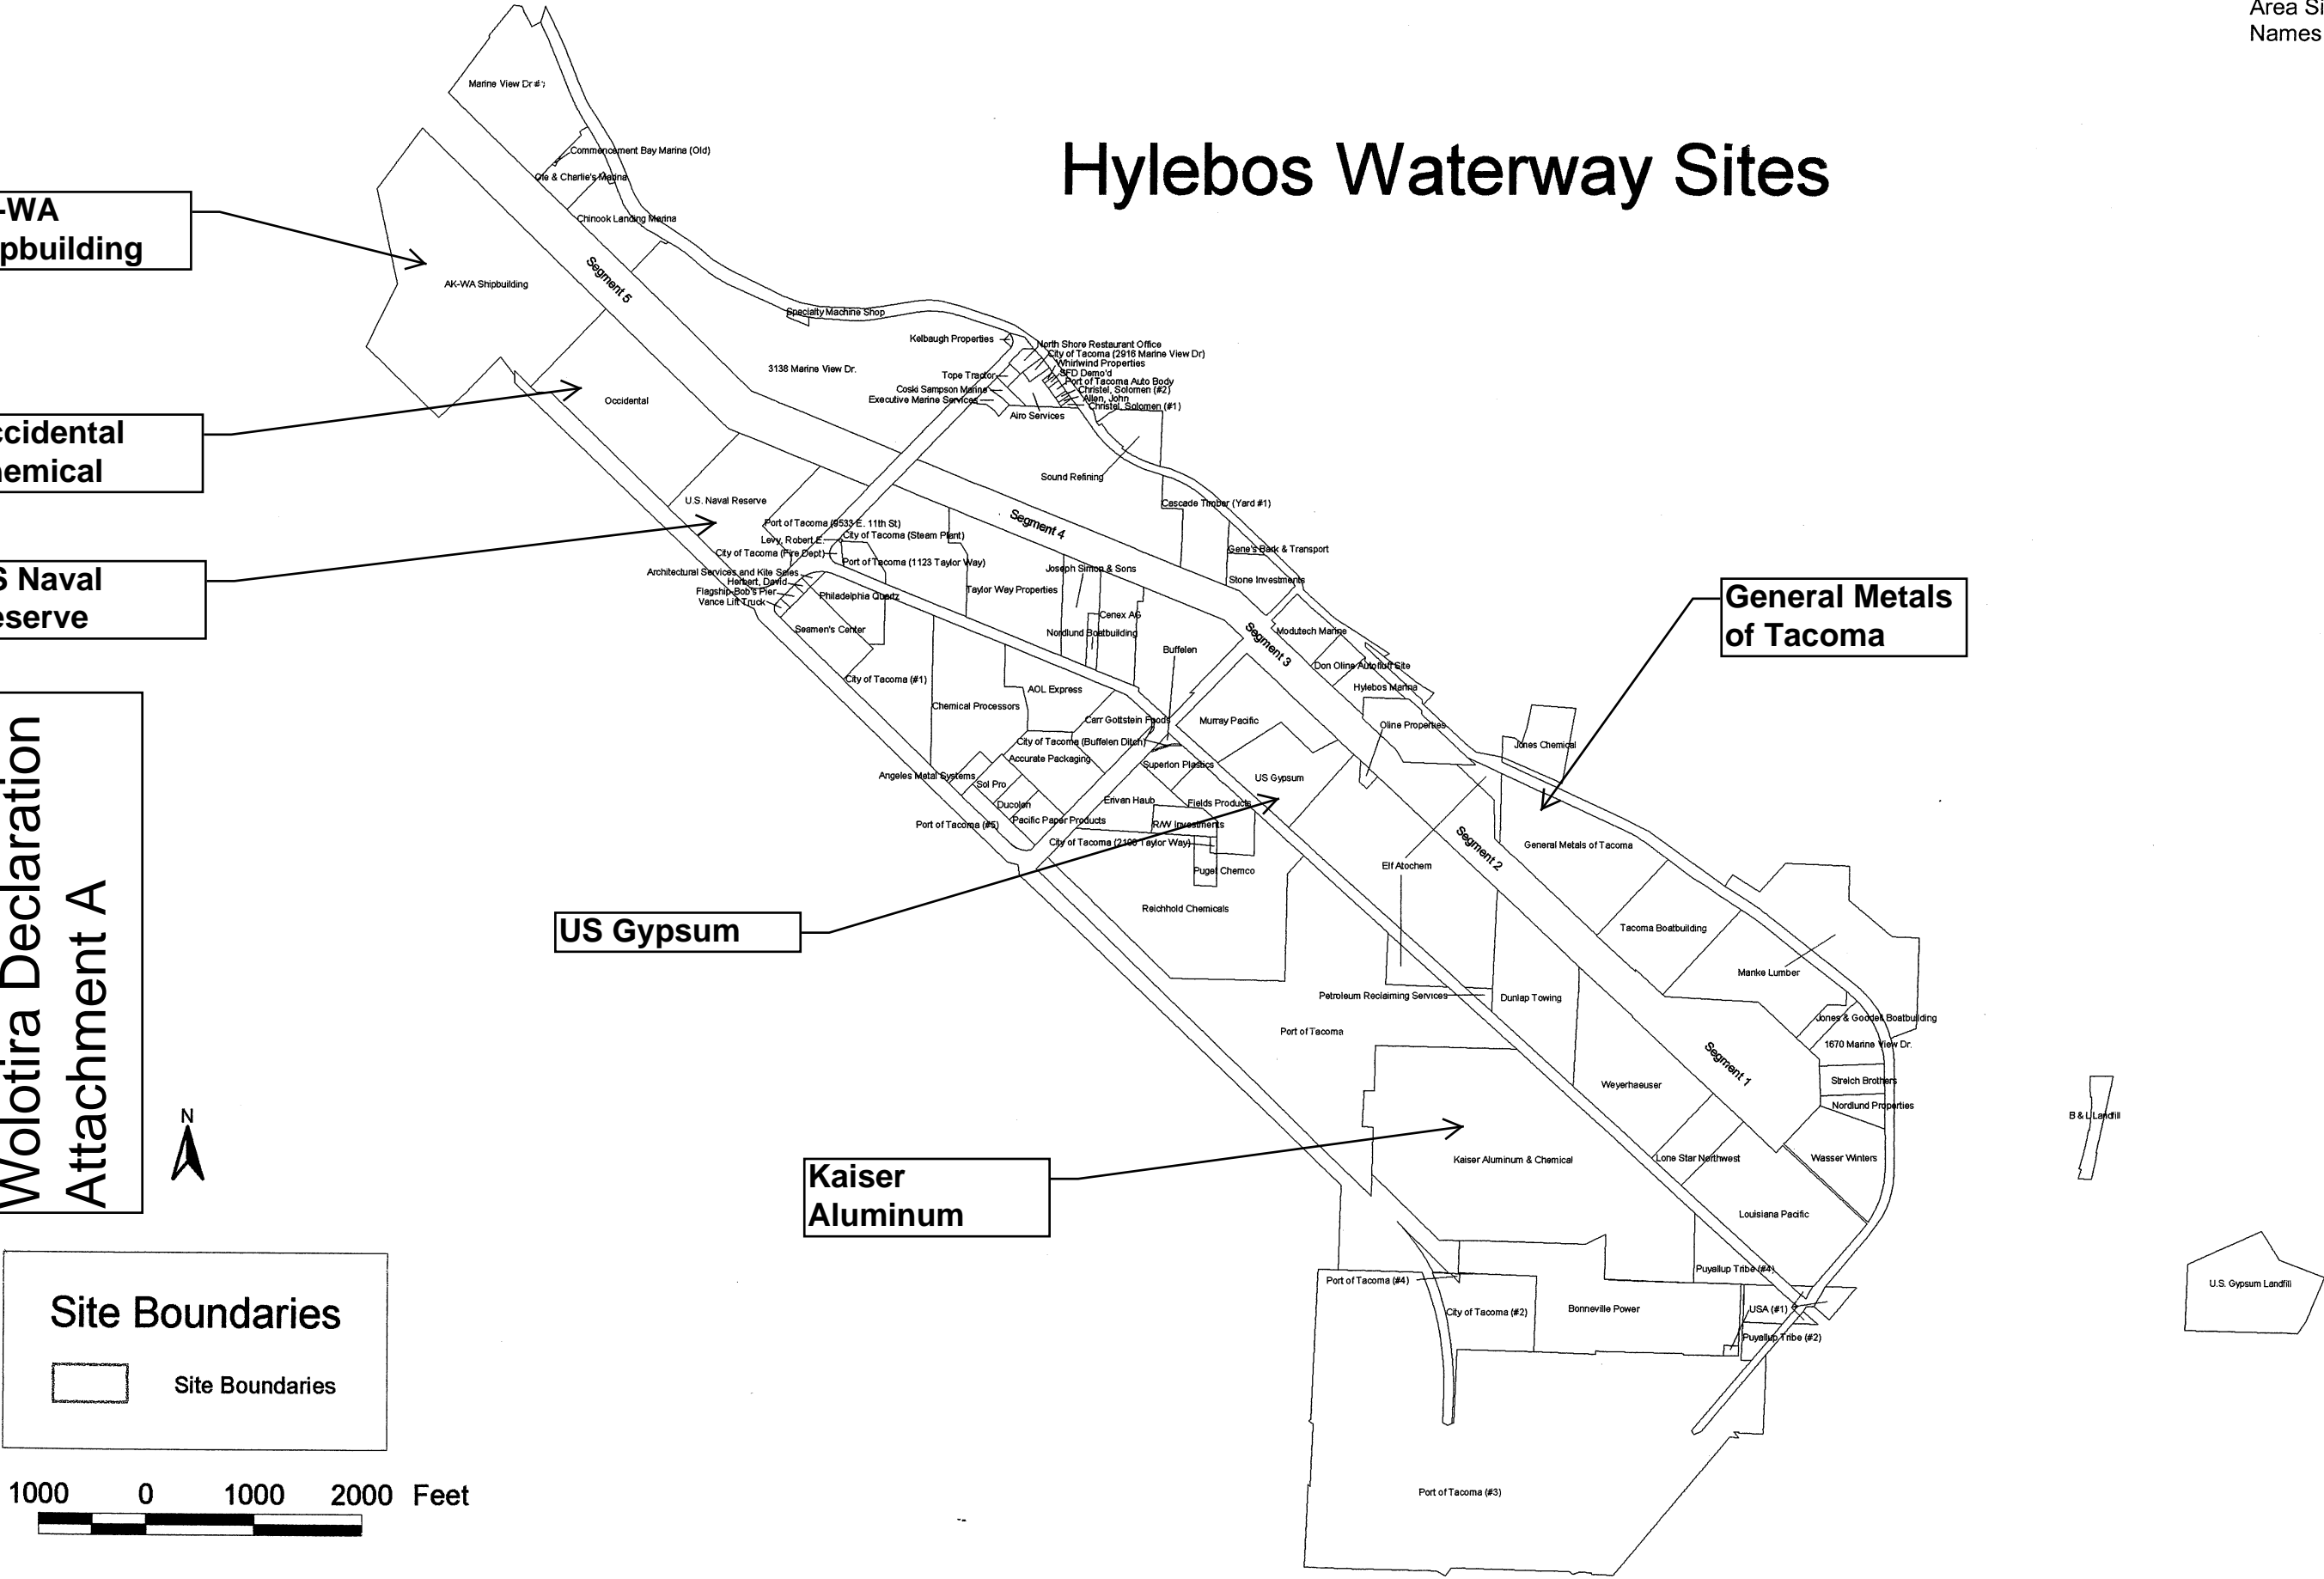 Area Si
Names
Hylebos Waterway Sites
Marine View Dr #1
Commencement Bay Marina (Old)
Ole & Charlie's Marina
Chinook Landing Marina
-WA
pbuilding
AK-WA Shipbuilding
Segment 5
Specialty Machine Shop
Kelbaugh Properties
North Shore Restaurant Office
City of Tacoma (2916 Marine View Dr)
Whirlwind Properties
3138 Marine View Dr.
SFD Demo'd
Tope Tractor
Port of Tacoma Auto Body
Coski Sampson Marine
Christel, Solomen (#2)
Executive Marine Services
Allen, John
Christel, Solomen (#1)
Airo Services
Occidental
ccidental
emical
Sound Refining
U.S. Naval Reserve
Cascade Timber (Yard #1)
Segment 4
Port of Tacoma (9533 E. 11th St)
Levy, Robert E.
City of Tacoma (Steam Plant)
City of Tacoma (Fire Dept)
Gene's Bark & Transport
Port of Tacoma (1123 Taylor Way)
Joseph Simon & Sons
Architectural Services and Kite Sales
Herbert, David
Stone Investments
S Naval
eserve
General Metals
of Tacoma
Flagship-Bob's Pier
Taylor Way Properties
Philadelphia Quartz
Vance Lift Truck
Cenex AG
Seamen's Center
Nordlund Boatbuilding
Modutech Marine
Segment 3
Buffelen
Don Oline Autofluff Site
City of Tacoma (#1)
AOL Express
Hylebos Marina
Chemical Processors
Carr Gottstein Foods
Murray Pacific
Oline Properties
City of Tacoma (Buffelen Ditch)
Jones Chemical
Accurate Packaging
Superlon Plastics
Angeles Metal Systems
US Gypsum
Sol Pro
Ducolon
Erivan Haub
Fields Products
Port of Tacoma (#5)
Pacific Paper Products
R/W Investments
City of Tacoma (2106 Taylor Way)
Segment 2
General Metals of Tacoma
Elf Atochem
Puget Chemco
Reichhold Chemicals
US Gypsum
Tacoma Boatbuilding
Manke Lumber
Petroleum Reclaiming Services
Dunlap Towing
Port of Tacoma
Jones & Goodell Boatbuilding
1670 Marine View Dr.
Segment 1
Weyerhaeuser
Strelch Brothers
Nordlund Properties
B & L Landfill
Wolotira Declaration
Attachment A
N
Kaiser
Aluminum
Kaiser Aluminum & Chemical
Lone Star Northwest
Wasser Winters
Louisiana Pacific
Puyallup Tribe (#4)
Port of Tacoma (#4)
U.S. Gypsum Landfill
City of Tacoma (#2)
Bonneville Power
USA (#1)
Puyallup Tribe (#2)
Site Boundaries
Site Boundaries
Port of Tacoma (#3)
1000 0 1000 2000 Feet